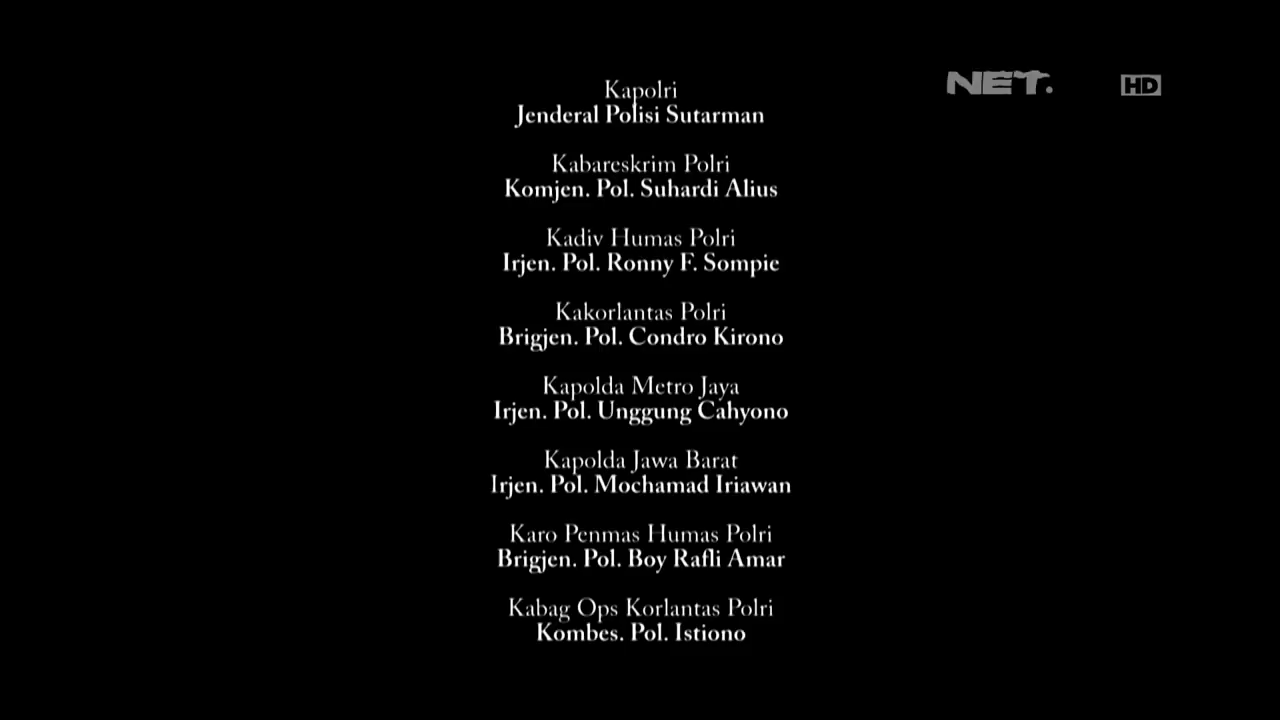 NET.
HD
Kapolri
Jenderal Polisi Sutarman
Kabareskrim Polri
Komjen. Pol. Suhardi Alius
Kadiv Humas Polri
Irjen. Pol. Ronny F. Sompie
Kakorlantas Polri
Brigjen. Pol. Condro Kirono
Kapolda Metro Jaya
Irjen. Pol. Unggung Cahyono
Kapolda Jawa Barat
Irjen. Pol. Mochamad Iriawan
Karo Penmas Humas Polri
Brigjen. Pol. Boy Rafli Amar
Kabag Ops Korlantas Polri
Kombes. Pol. Istiono